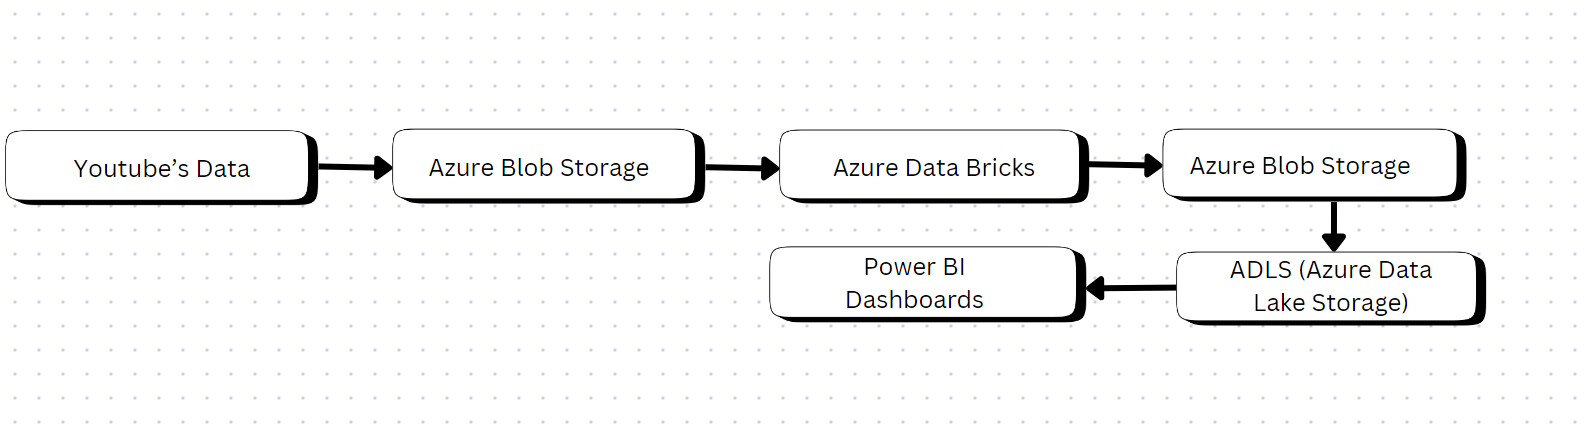 Youtube’s Data
Azure Blob Storage
Azure Data Bricks
Azure Blob Storage
ADLS (Azure Data
Lake Storage)
Power BI
Dashboards